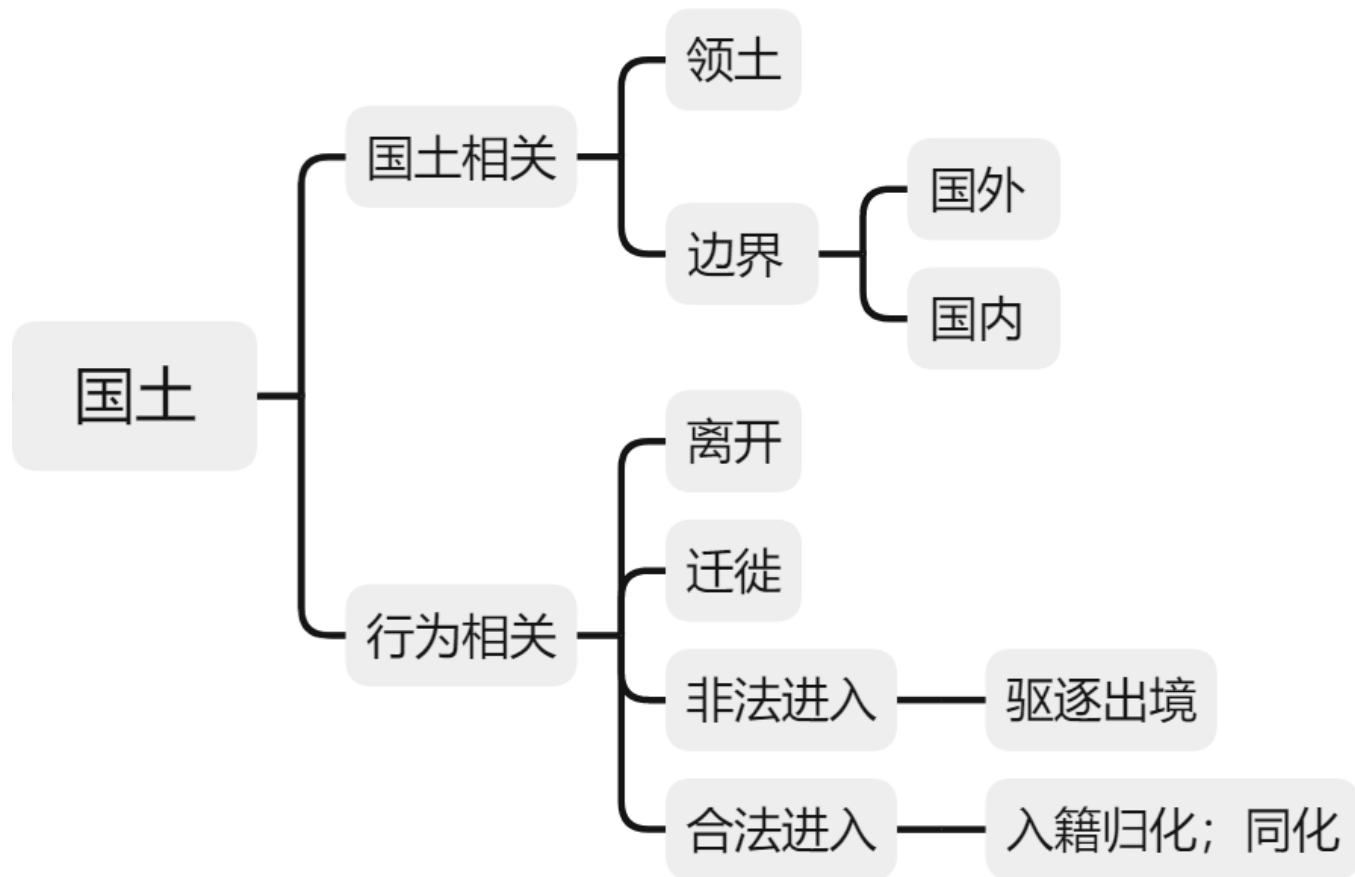 国土
国土相关
领土
边界
国外
国内
行为相关
离开
迁徙
非法进入
驱逐出境
合法进入
入籍归化；同化